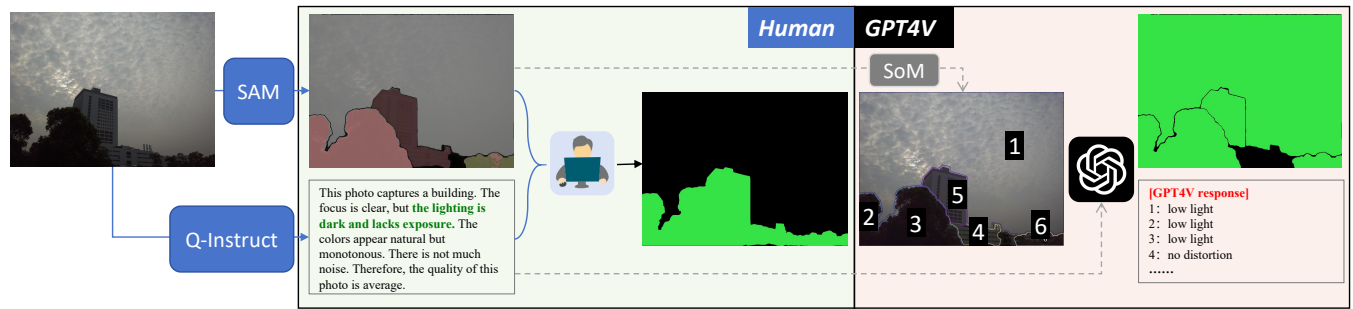 SAM
Q-Instruct
Human
This photo captures a building. The
focus is clear, but the lighting is
dark and lacks exposure. The
colors appear natural but
monotonous. There is not much
noise. Therefore, the quality of this
photo is average.
GPT4V
SoM
1
5
2
3
4
6
[GPT4V response]
1: low light
2: low light
3: low light
4: no distortion
......